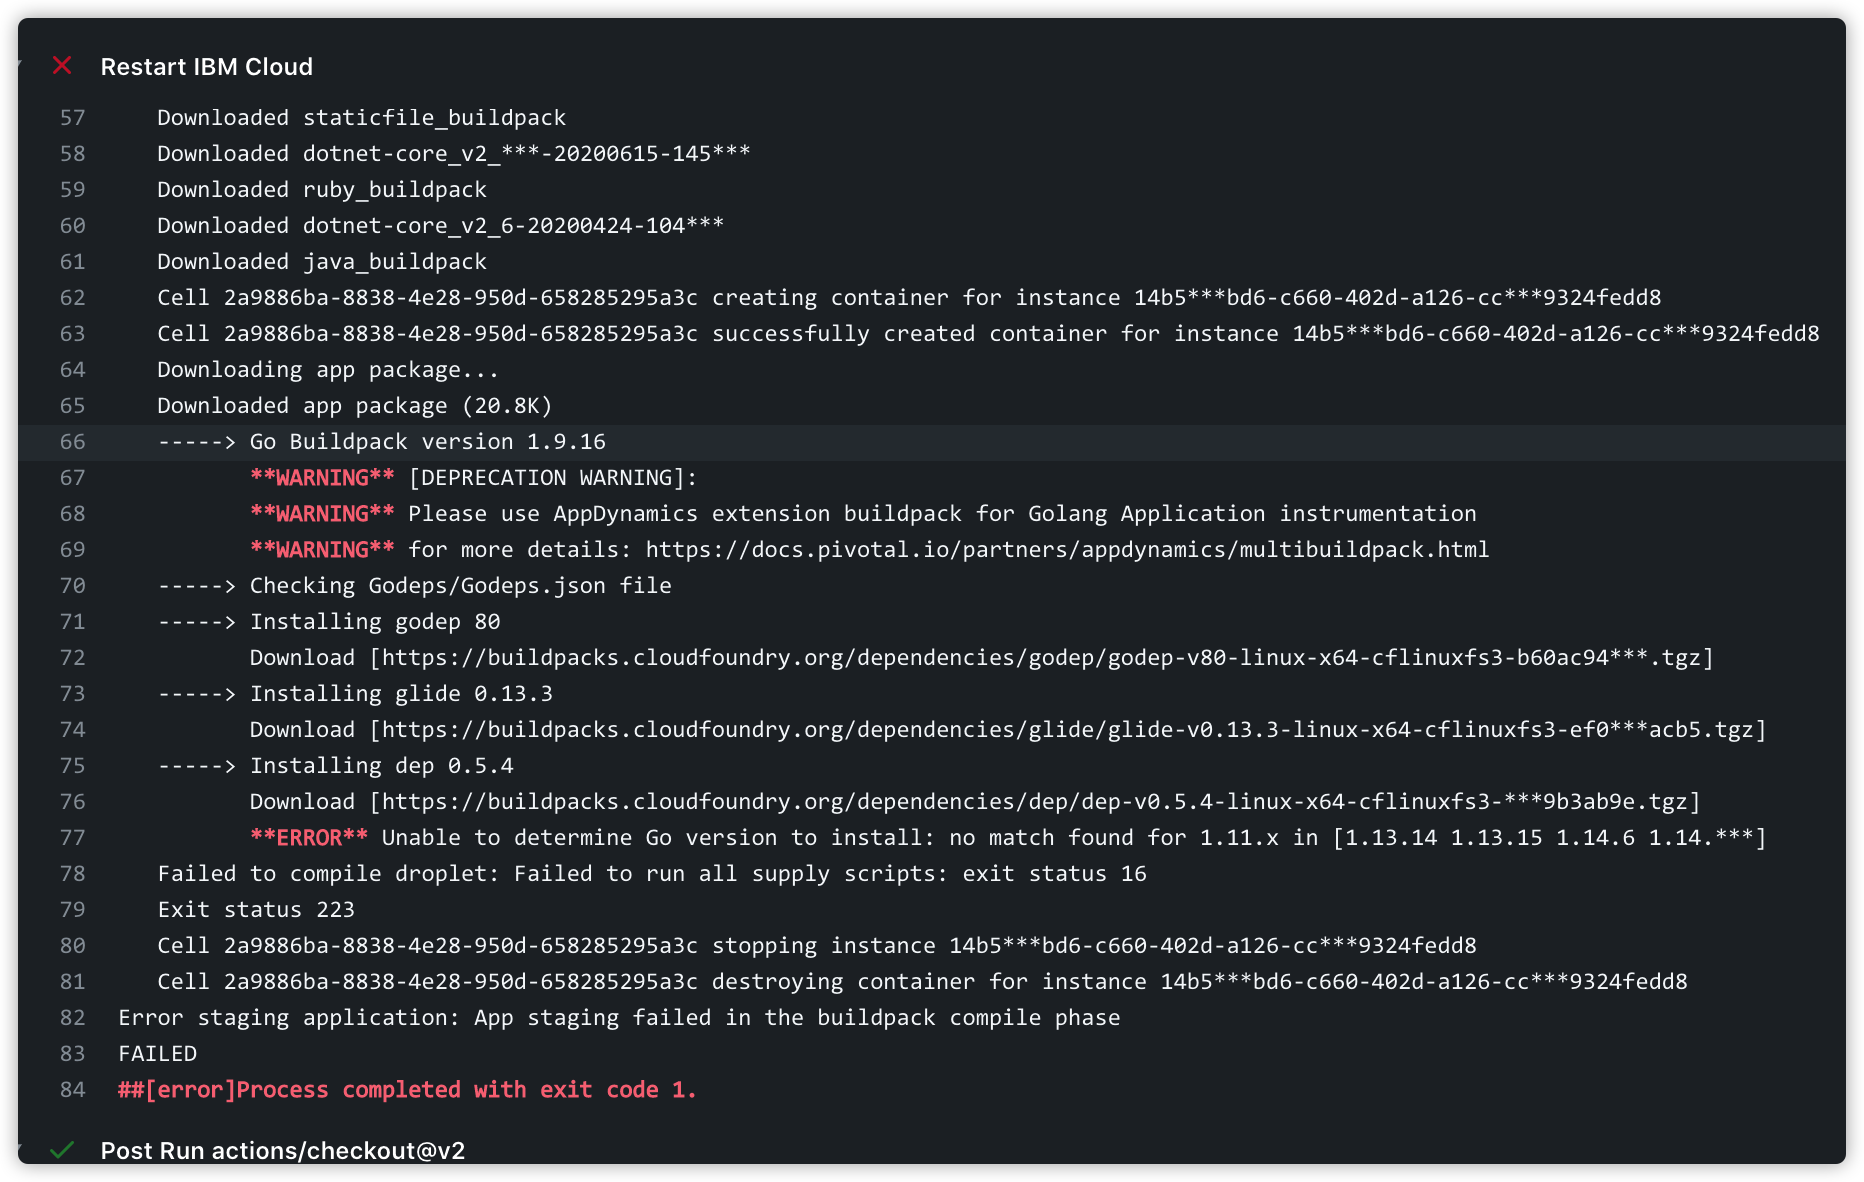 Restart IBM Cloud
57 Downloaded staticfile_buildpack
58 Downloaded dotnet-core_v2_***-20200615-145***
59 Downloaded ruby_buildpack
60 Downloaded dotnet-core_v2_6-20200424-104***
61 Downloaded java_buildpack
62 Cell 2a9886ba-8838-4e28-950d-658285295a3c creating container for instance 14b5***bd6-c660-402d-a126-cc***9324fedd8
63 Cell 2a9886ba-8838-4e28-950d-658285295a3c successfully created container for instance 14b5***bd6-c660-402d-a126-cc***9324fedd8
64 Downloading app package...
65 Downloaded app package (20.8K)
66 -----> Go Buildpack version 1.9.16
67 **WARNING** [DEPRECATION WARNING]:
68 **WARNING** Please use AppDynamics extension buildpack for Golang Application instrumentation
69 **WARNING** for more details: https://docs.pivotal.io/partners/appdynamics/multibuildpack.html
70 -----> Checking Godeps/Godeps.json file
71 -----> Installing godep 80
72 Download [https://buildpacks.cloudfoundry.org/dependencies/godep/godep-v80-linux-x64-cflinuxfs3-b60ac94***.tgz]
73 -----> Installing glide 0.13.3
74 Download [https://buildpacks.cloudfoundry.org/dependencies/glide/glide-v0.13.3-linux-x64-cflinuxfs3-ef0***acb5.tgz]
75 -----> Installing dep 0.5.4
76 Download [https://buildpacks.cloudfoundry.org/dependencies/dep/dep-v0.5.4-linux-x64-cflinuxfs3-***9b3ab9e.tgz]
77 **ERROR** Unable to determine Go version to install: no match found for 1.11.x in [1.13.14 1.13.15 1.14.6 1.14.***]
78 Failed to compile droplet: Failed to run all supply scripts: exit status 16
79 Exit status 223
80 Cell 2a9886ba-8838-4e28-950d-658285295a3c stopping instance 14b5***bd6-c660-402d-a126-cc***9324fedd8
81 Cell 2a9886ba-8838-4e28-950d-658285295a3c destroying container for instance 14b5***bd6-c660-402d-a126-cc***9324fedd8
82 Error staging application: App staging failed in the buildpack compile phase
83 FAILED
84 ##[error]Process completed with exit code 1.
Post Run actions/checkout@v2